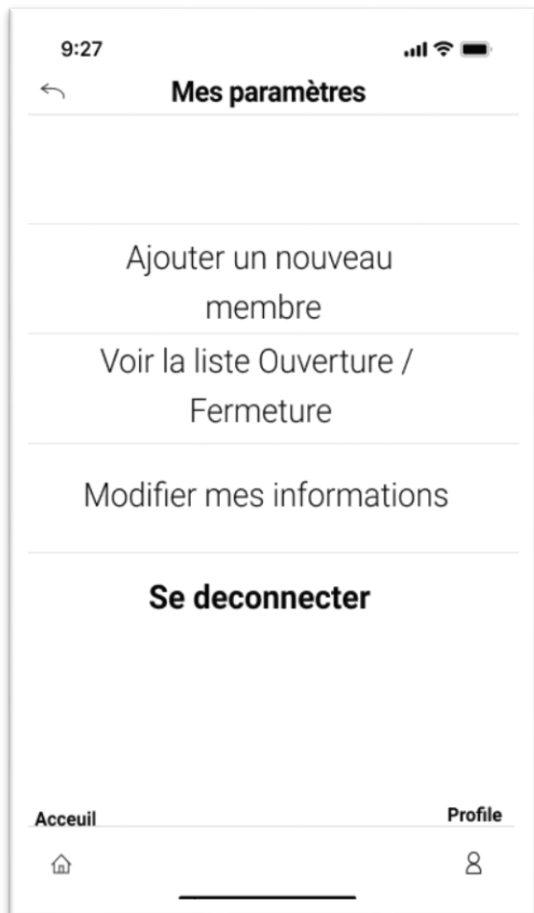 9:27
Mes paramètres
Ajouter un nouveau
membre
Voir la liste Ouverture /
Fermeture
Modifier mes informations
Se deconnecter
Acceuil
Profile